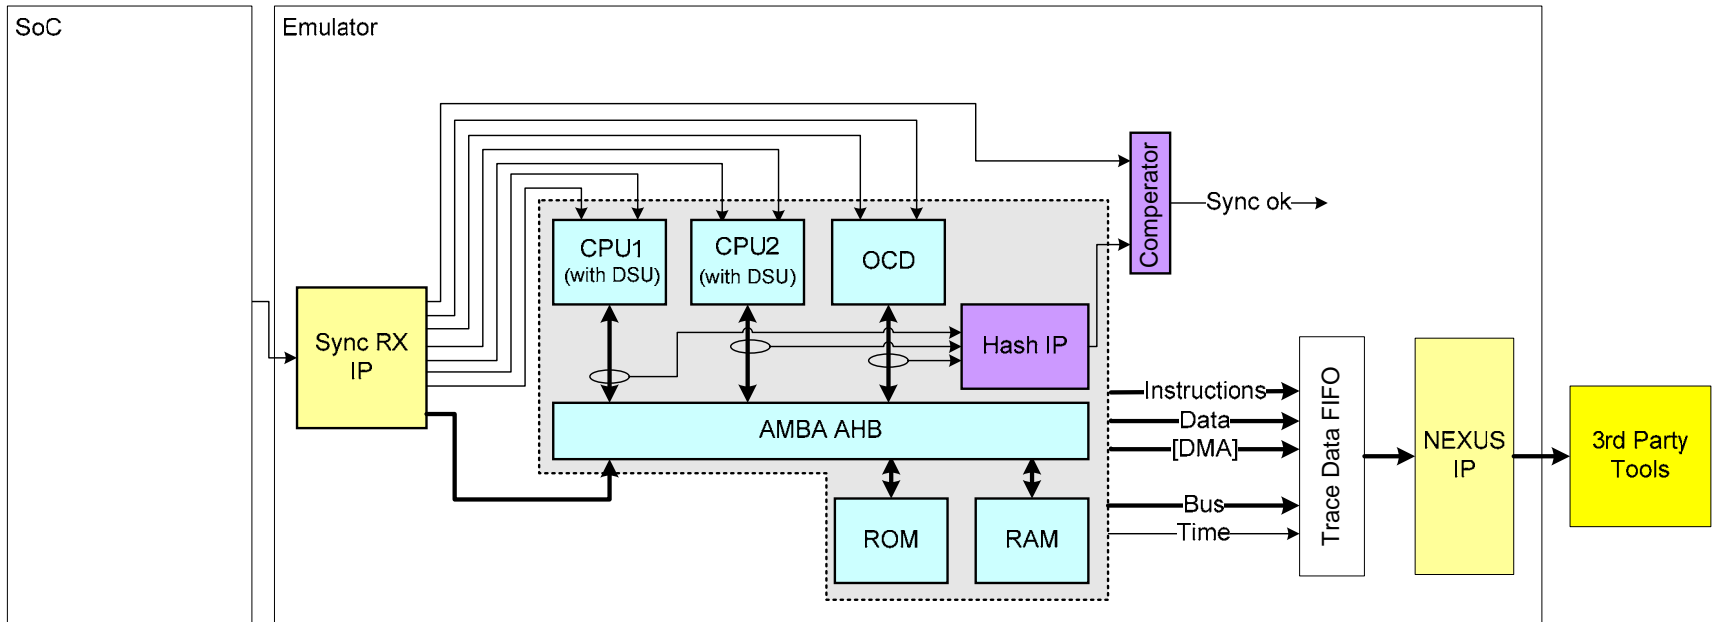 SoC
Emulator
Comperator
Sync ok
CPU1
(with DSU)
CPU2
(with DSU)
OCD
Sync RX
IP
Hash IP
AMBA AHB
ROM
RAM
Instructions
Data
[DMA]
Bus
Time
Trace Data FIFO
NEXUS
IP
3rd Party
Tools